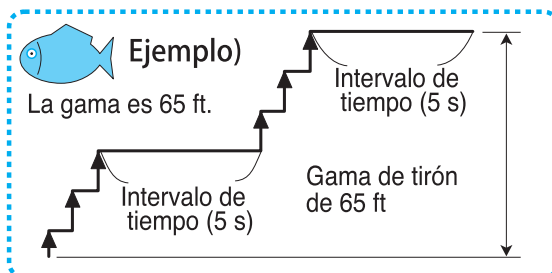 Ejemplo)
La gama es 65 ft.
Intervalo de
tiempo (5 s)
Intervalo de
tiempo (5 s)
Gama de tirón
de 65 ft